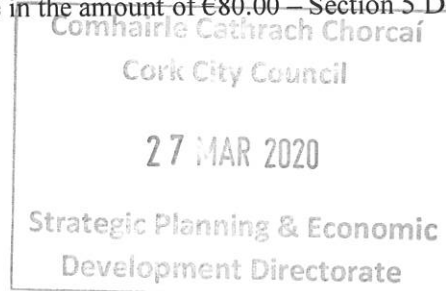 in the amount of €80.00 – Section 5 D
Comhairle Cathrach Chorcaí
Cork City Council
27 MAR 2020
Strategic Planning & Economic
Development Directorate